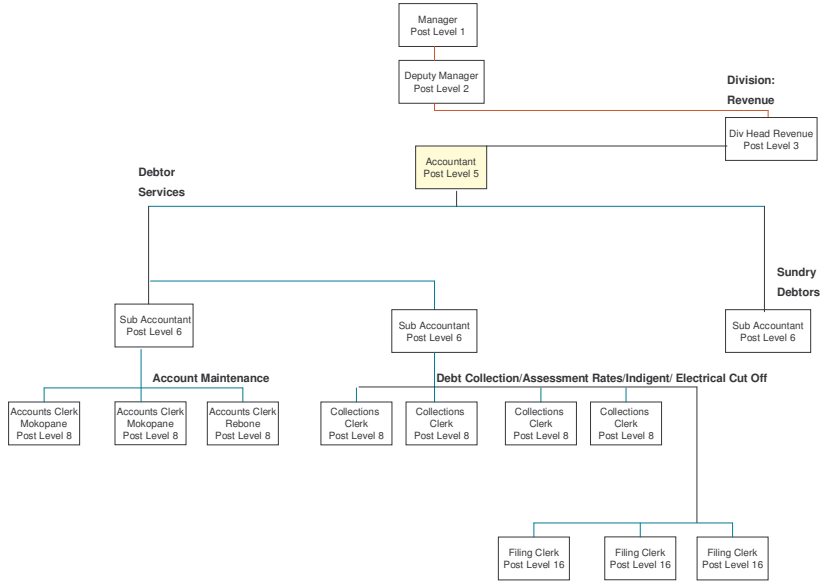 Manager
Post Level 1
Deputy Manager
Post Level 2
Division:
Revenue
Div Head Revenue
Post Level 3
Accountant
Post Level 5
Debtor
Services
Sundry
Debtors
Sub Accountant
Post Level 6
Sub Accountant
Post Level 6
Sub Accountant
Post Level 6
Account Maintenance
Debt Collection/Assessment Rates/Indigent/ Electrical Cut Off
Accounts Clerk
Mokopane
Post Level 8
Accounts Clerk
Mokopane
Post Level 8
Accounts Clerk
Rebone
Post Level 8
Collections
Clerk
Post Level 8
Collections
Clerk
Post Level 8
Collections
Clerk
Post Level 8
Collections
Clerk
Post Level 8
Filing Clerk
Post Level 16
Filing Clerk
Post Level 16
Filing Clerk
Post Level 16